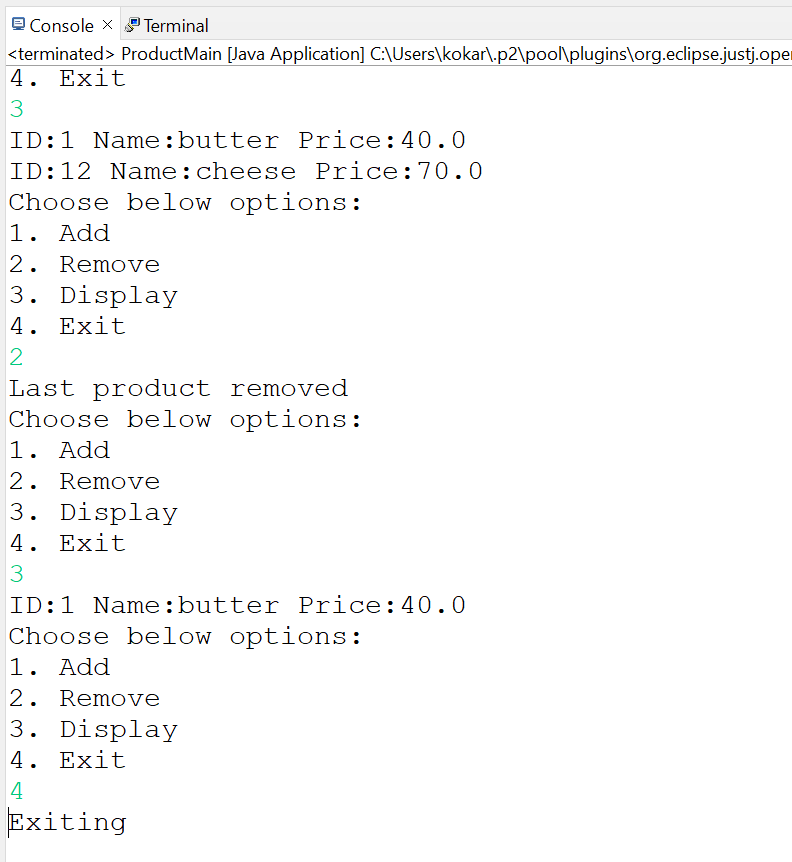 Console
Terminal
<terminated> ProductMain [Java Application] C:\Users\kokar\.p2\pool\plugins\org.eclipse.justj.oper
4. Exit
3
ID:1 Name:butter Price:40.0
ID:12 Name:cheese Price:70.0
Choose below options:
1. Add
2. Remove
3. Display
4. Exit
2
Last product removed
Choose below options:
1. Add
2. Remove
3. Display
4. Exit
3
ID:1 Name:butter Price:40.0
Choose below options:
1. Add
2. Remove
3. Display
4. Exit
4
Exiting